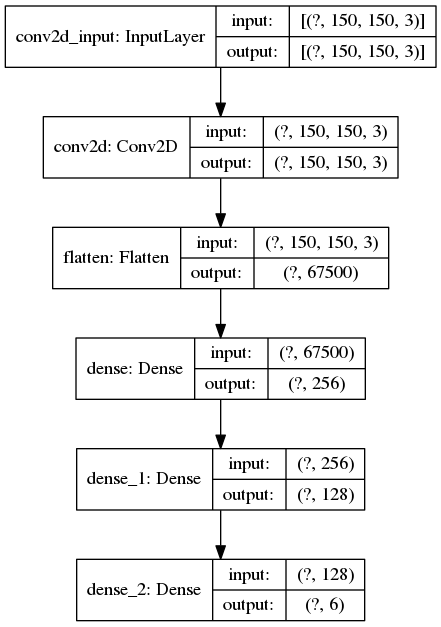 conv2d_input: InputLayer
input: [(?, 150, 150, 3)]
output: [(?, 150, 150, 3)]
conv2d: Conv2D
input: (?, 150, 150, 3)
output: (?, 150, 150, 3)
flatten: Flatten
input: (?, 150, 150, 3)
output: (?, 67500)
dense: Dense
input: (?, 67500)
output: (?, 256)
dense_1: Dense
input: (?, 256)
output: (?, 128)
dense_2: Dense
input: (?, 128)
output: (?, 6)